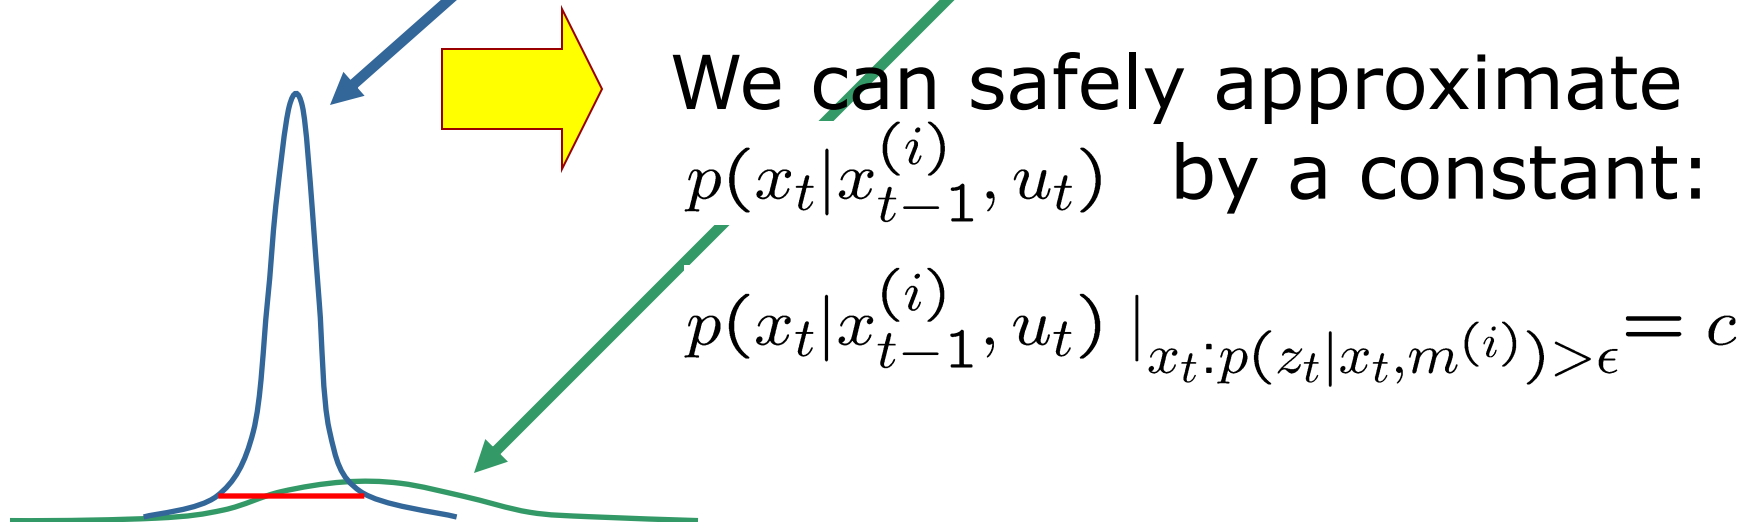 We can safely approximate
p(x_t|x_{t-1}^{(i)}, u_t) by a constant:
p(x_t|x_{t-1}^{(i)}, u_t) |_{x_t:p(z_t|x_t,m^{(i)})>ϵ} = c